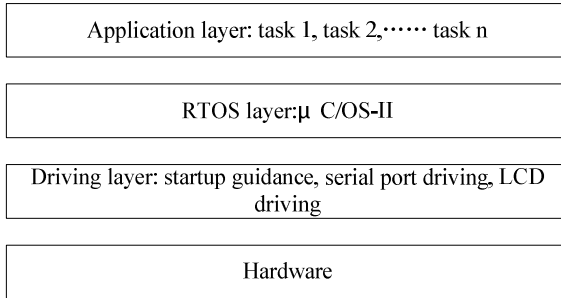 Application layer: task 1, task 2,⋯⋯ task n
RTOS layer:μ C/OS-II
Driving layer: startup guidance, serial port driving, LCD
driving
Hardware